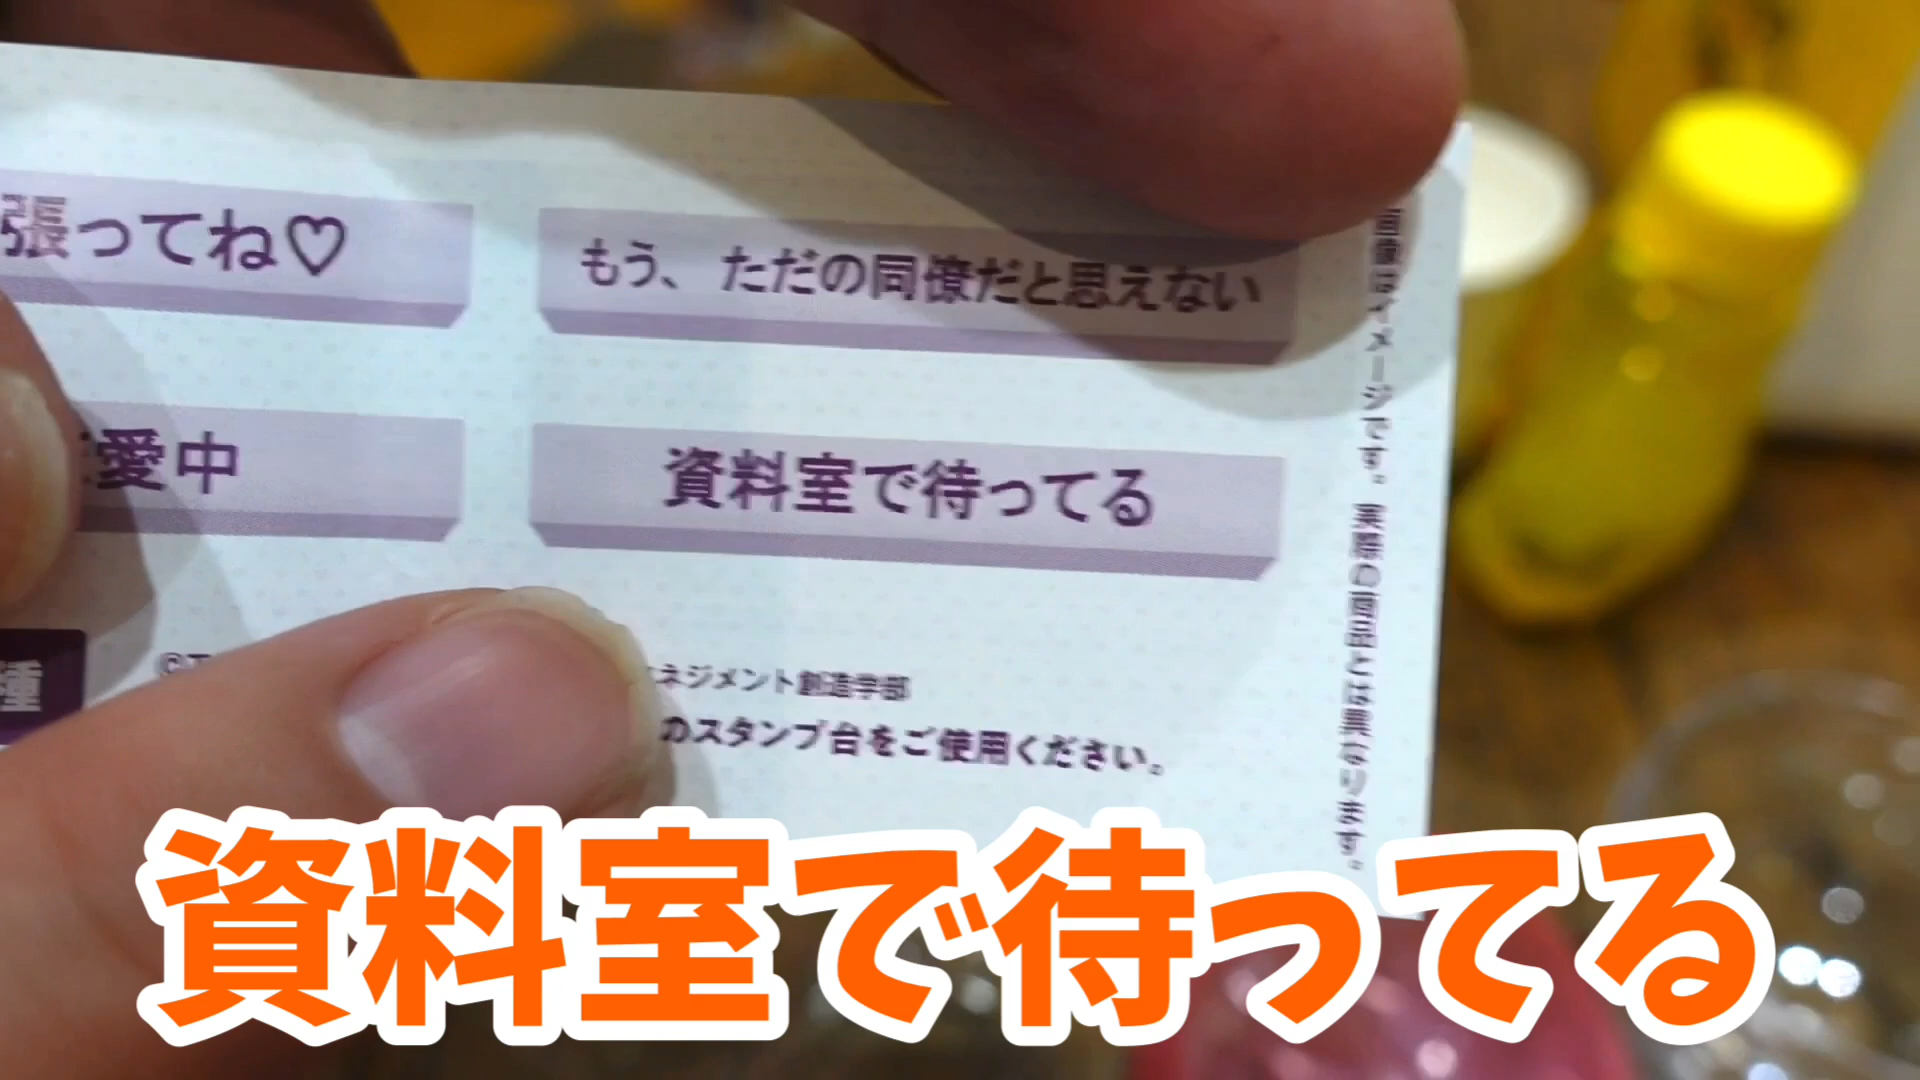 張ってね♡
もう、ただの同僚だと思えない
愛中
資料室で待ってる
種
ネジメント創造学部
のスタンプ台をご使用ください。
画像はイメージです。実際の商品とは異なります。
資料室で待ってる